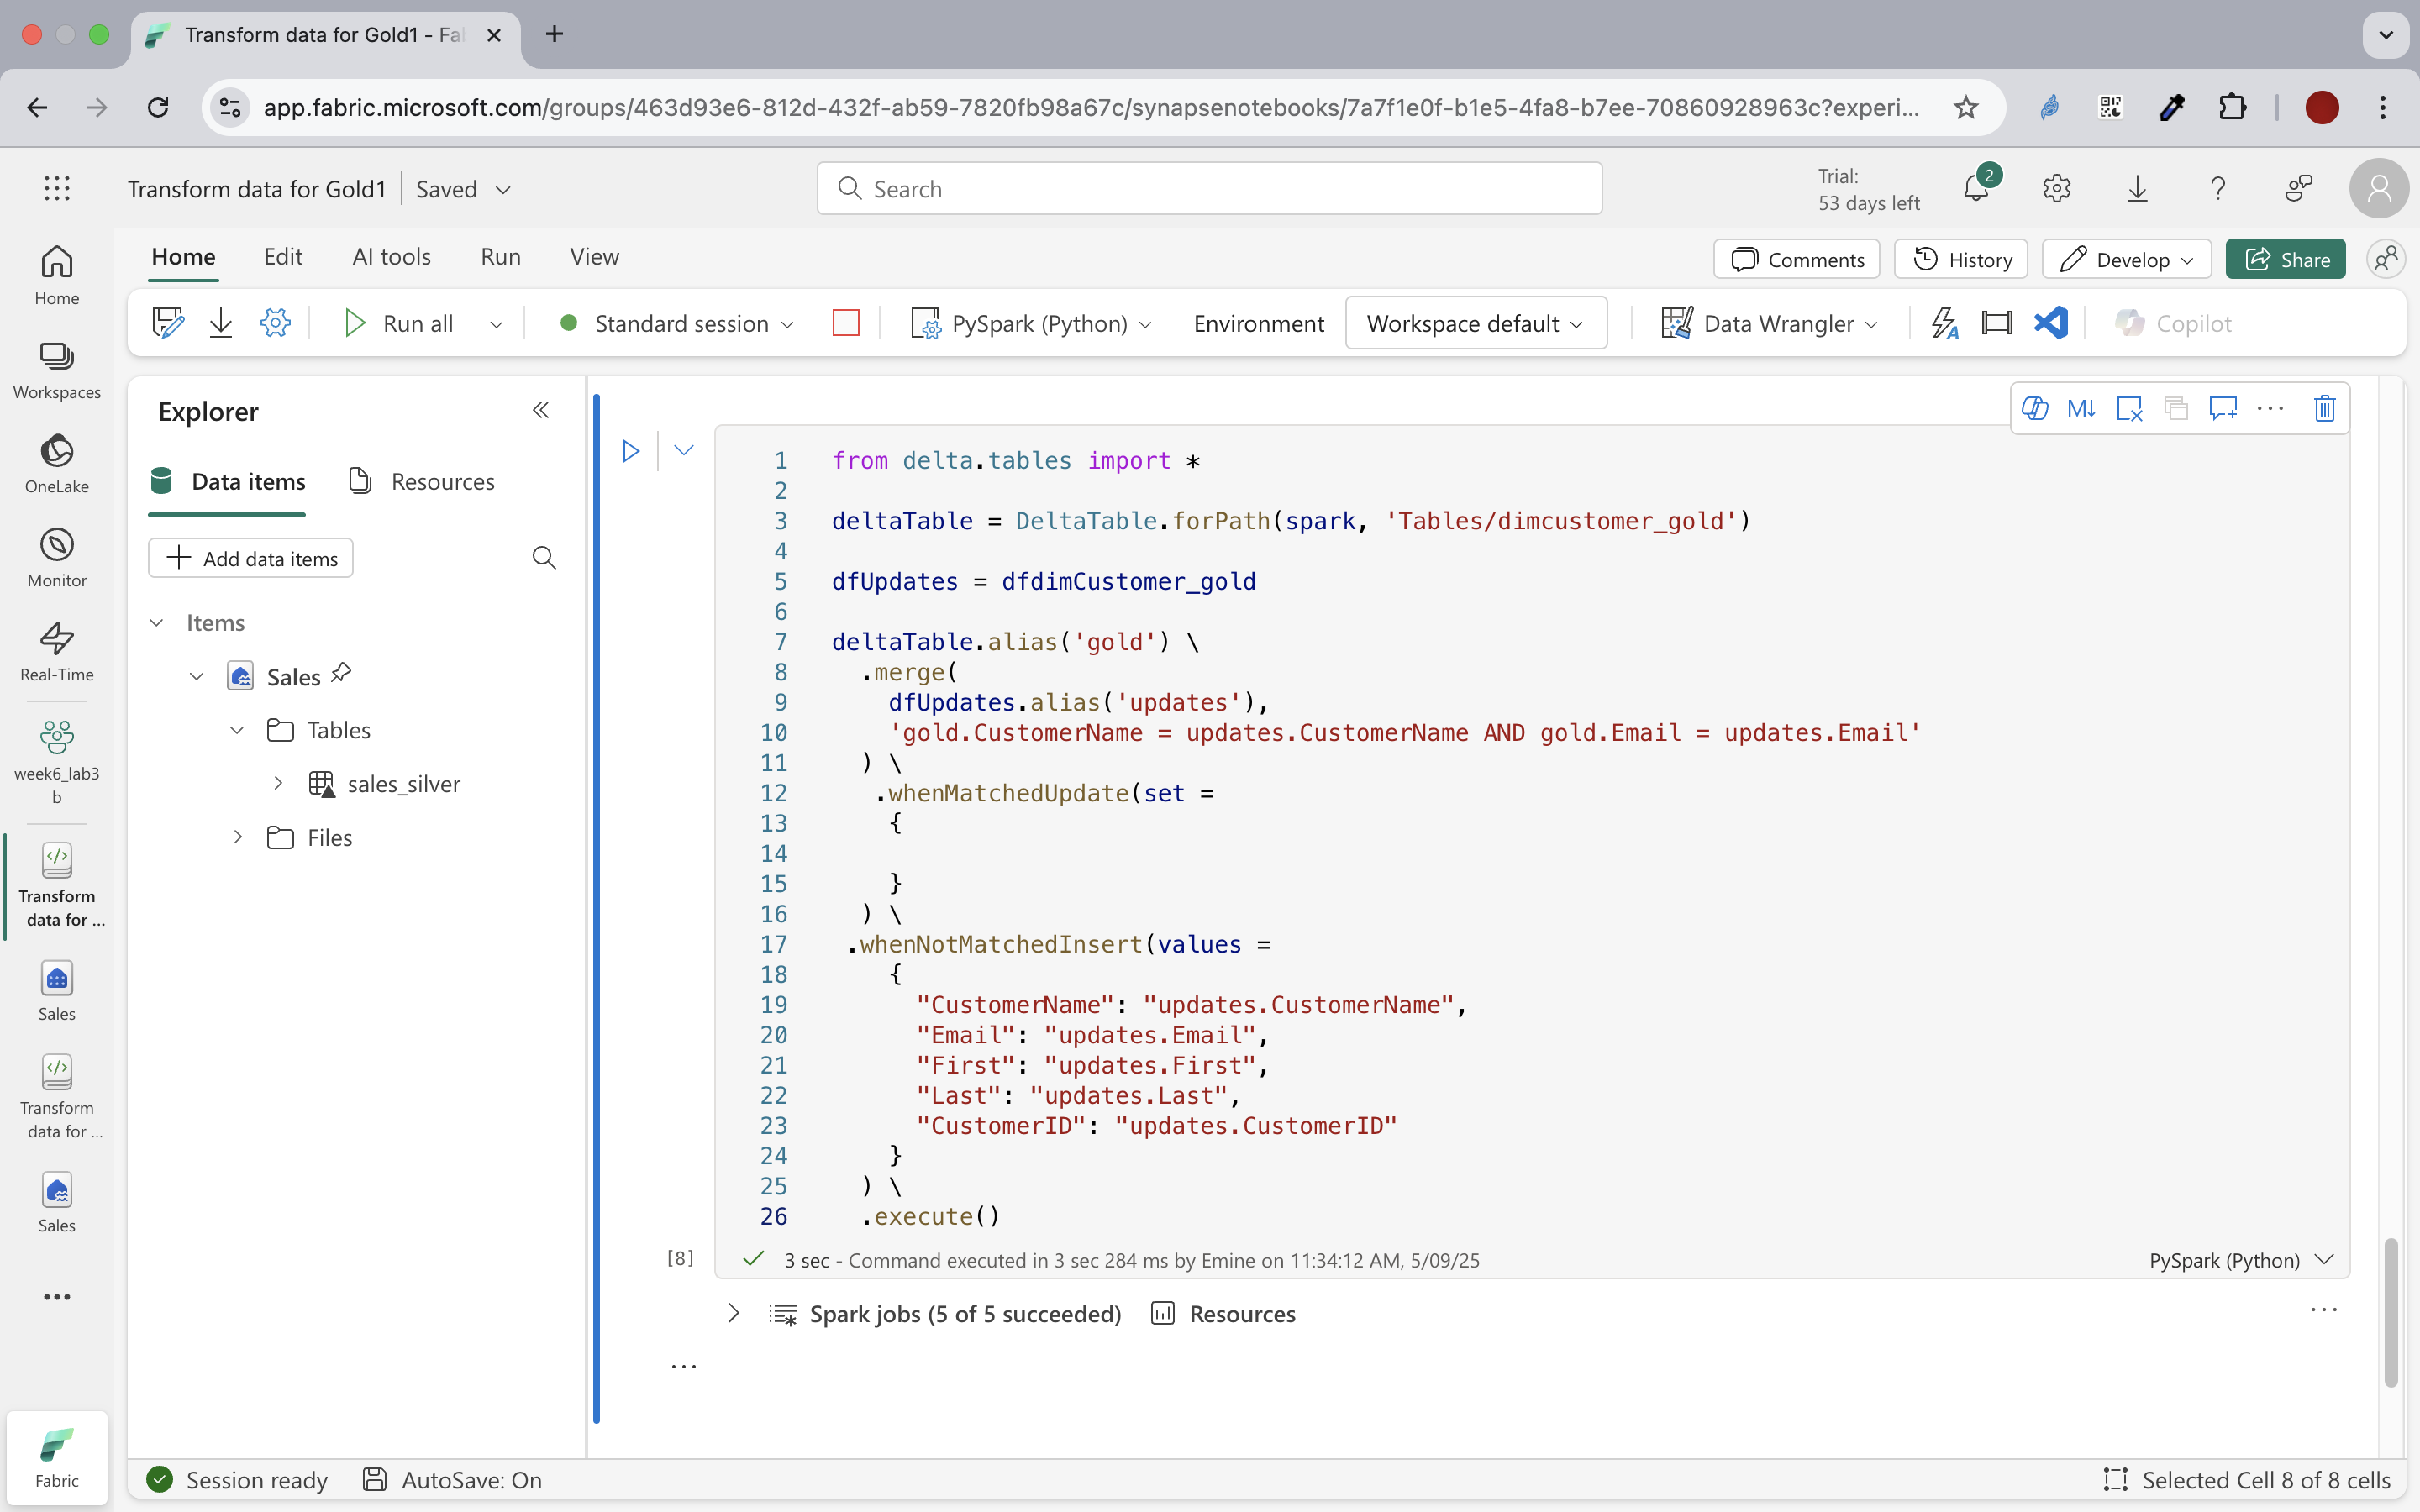 Transform data for Gold1 - Fa
app.fabric.microsoft.com/groups/463d93e6-812d-432f-ab59-7820fb98a67c/synapsenotebooks/7a7f1e0f-b1e5-4fa8-b7ee-70860928963c?experi...
Transform data for Gold1 | Saved
Search
Trial:
53 days left
2
Home
Edit
AI tools
Run
View
Comments
History
Develop
Share
Run all
Standard session
PySpark (Python)
Environment
Workspace default
Data Wrangler
Copilot
Home
Workspaces
OneLake
Monitor
Real-Time
week6_lab3
b
Transform
data for ...
Sales
Transform
data for ...
Sales
Fabric
Explorer
Data items
Resources
Add data items
Items
Sales
Tables
sales_silver
Files
M↓
1 from delta.tables import *
2
3 deltaTable = DeltaTable.forPath(spark, 'Tables/dimcustomer_gold')
4
5 dfUpdates = dfdimCustomer_gold
6
7 deltaTable.alias('gold') \
8 .merge(
9 dfUpdates.alias('updates'),
10 'gold.CustomerName = updates.CustomerName AND gold.Email = updates.Email'
11 ) \
12 .whenMatchedUpdate(set =
13 {
14
15 }
16 ) \
17 .whenNotMatchedInsert(values =
18 {
19 "CustomerName": "updates.CustomerName",
20 "Email": "updates.Email",
21 "First": "updates.First",
22 "Last": "updates.Last",
23 "CustomerID": "updates.CustomerID"
24 }
25 ) \
26 .execute()
[8]
3 sec - Command executed in 3 sec 284 ms by Emine on 11:34:12 AM, 5/09/25
PySpark (Python)
Spark jobs (5 of 5 succeeded)
Resources
Session ready
AutoSave: On
Selected Cell 8 of 8 cells